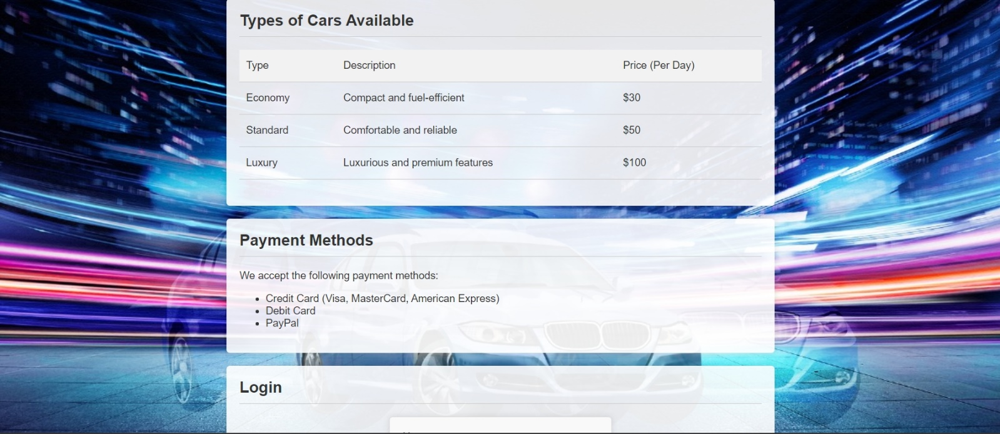 Types of Cars Available
Type Description Price (Per Day)
Economy Compact and fuel-efficient $30
Standard Comfortable and reliable $50
Luxury Luxurious and premium features $100
Payment Methods
We accept the following payment methods:
Credit Card (Visa, MasterCard, American Express)
Debit Card
PayPal
Login